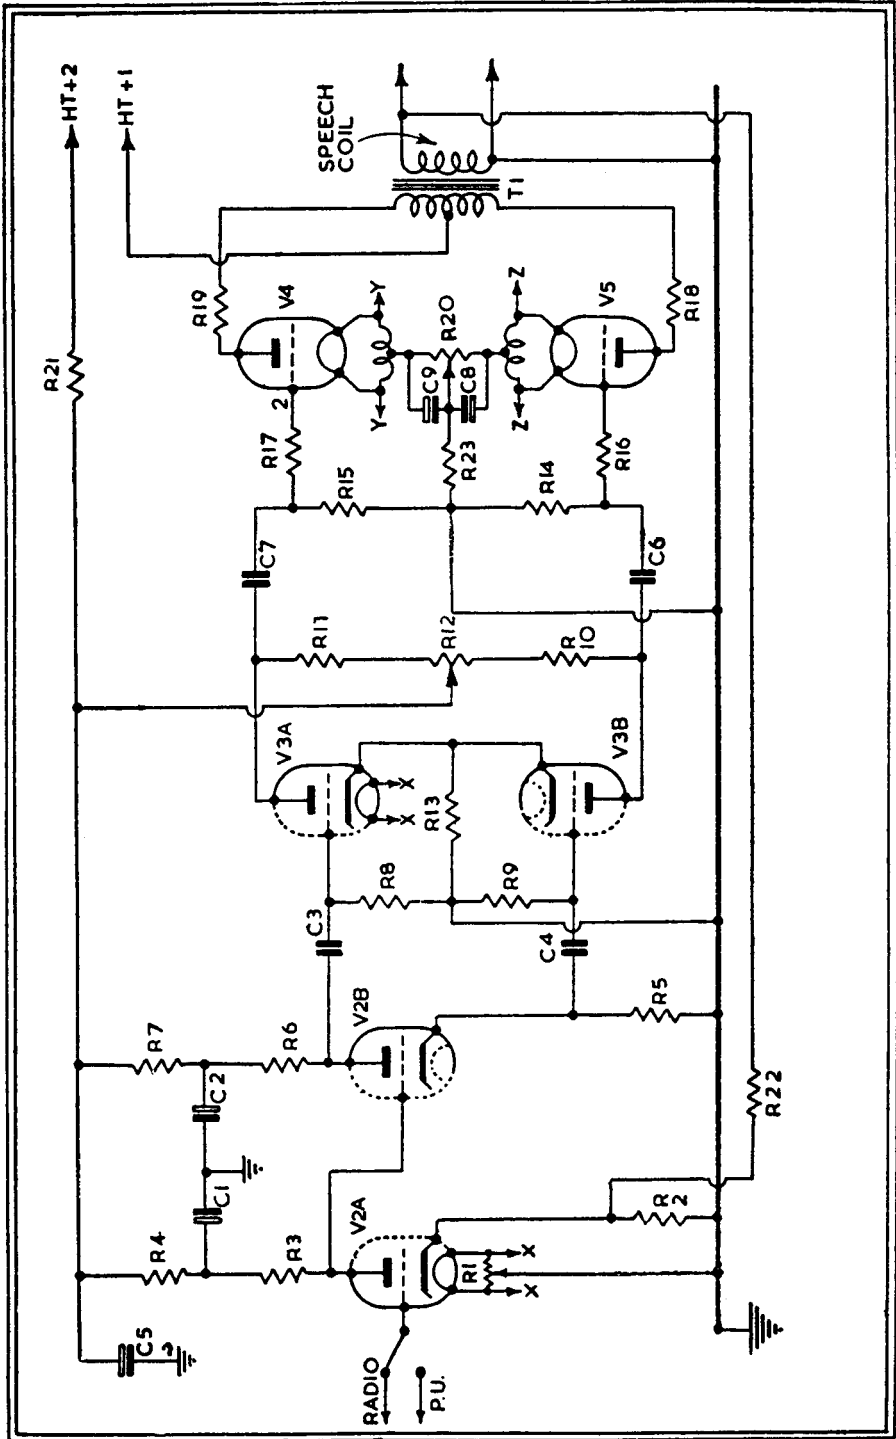 HT+2
HT+1
R21
SPEECH
COIL
T1
R19
V4
2
Y
Y
R17
R15
C7
C9
R20
C8
R23
Z
Z
V5
R18
R16
R14
C6
R11
R12
R
10
V3A
V3B
X
X
R13
R8
R9
C3
C4
R7
R6
C2
V2B
R5
C1
R4
R3
V2A
R1
X
X
R
2
R22
C5
RADIO
P.U.